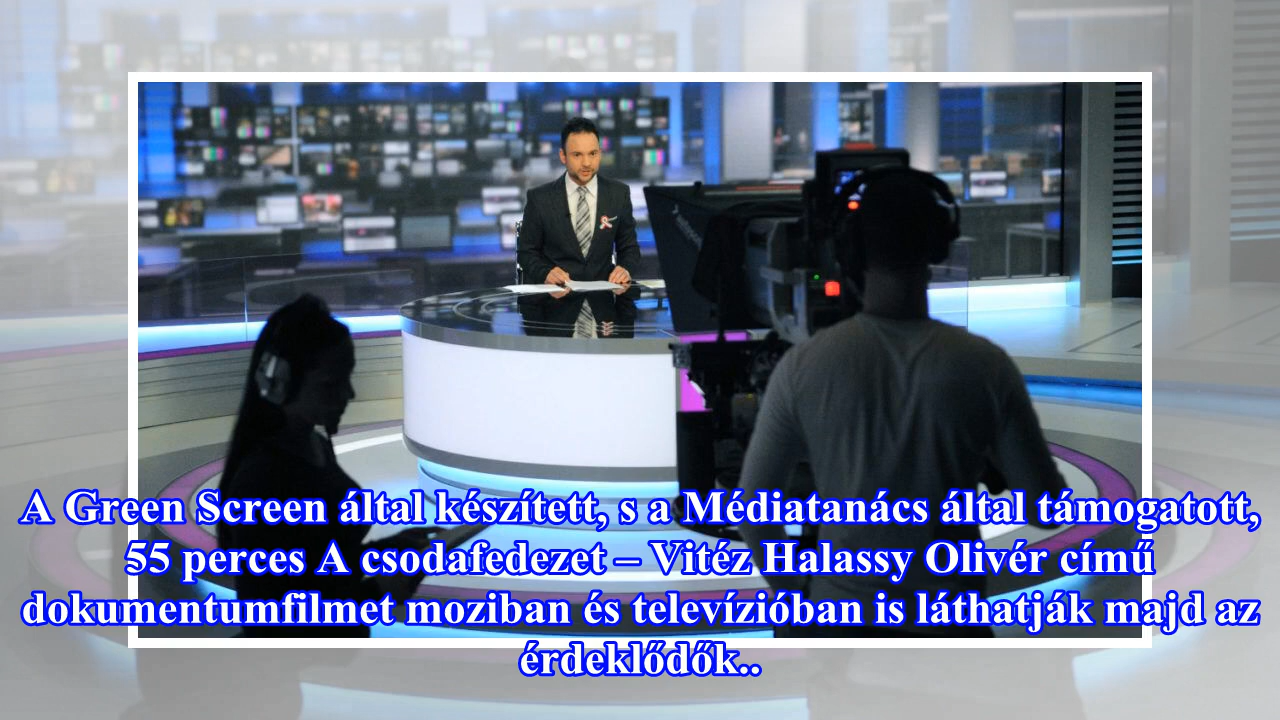 A Green Screen által készített, s a Médiatanács által támogatott,
55 perces A csodafedezet – Vitéz Halassy Olivér című
dokumentumfilmet moziban és televízióban is láthatják majd az
érdeklődők..